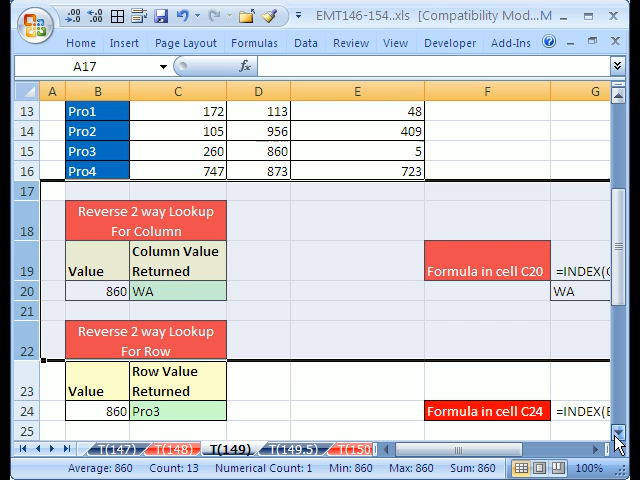 EMT146-154..xls [Compatibility Mod... M
Home Insert Page Layout Formulas Data Review View Developer Add-Ins
A17 fx
A B C D E F G
13 Pro1 172 113 48
14 Pro2 105 956 409
15 Pro3 260 860 5
16 Pro4 747 873 723
17
Reverse 2 way Lookup
18 For Column
Column Value
19 Value Returned Formula in cell C20 =INDEX(
20 860 WA WA
21
Reverse 2 way Lookup
22 For Row
Row Value
23 Value Returned
24 860 Pro3 Formula in cell C24 =INDEX(
25
T(147) T(148) T(149) T(149.5) T(150
Average: 860 Count: 13 Numerical Count: 1 Min: 860 Max: 860 Sum: 860 100%